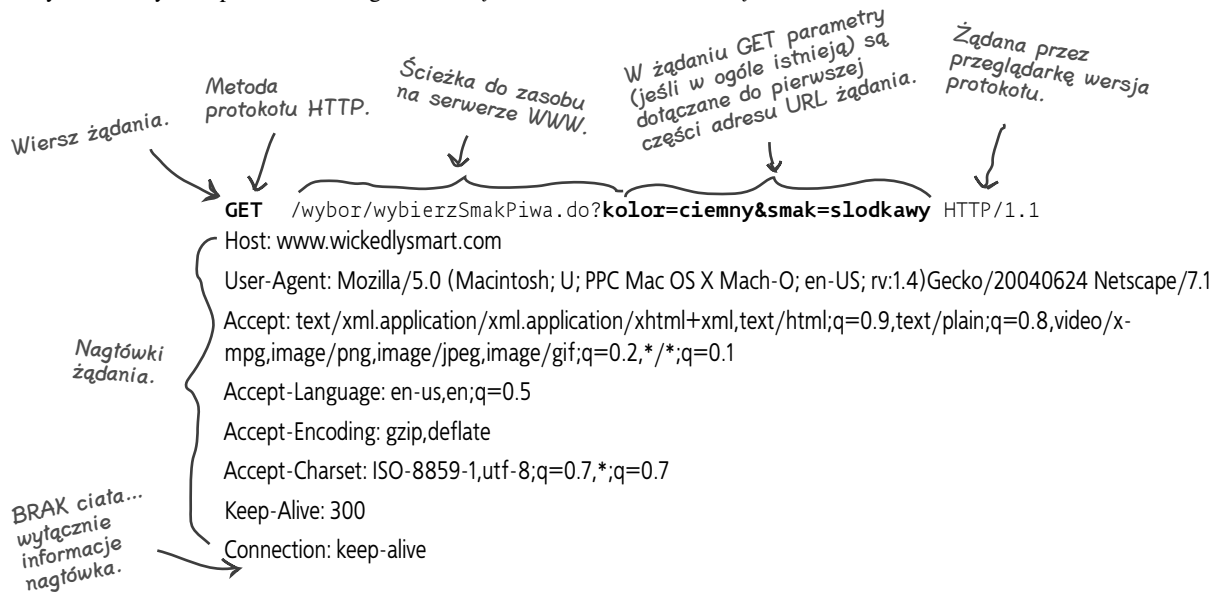 Wiersz żądania.
Metoda
protokołu HTTP.
Ścieżka do zasobu
na serwerze WWW.
W żądaniu GET parametry
(jeśli w ogóle istnieją) są
dołączane do pierwszej
części adresu URL żądania.
Żądana przez
przeglądarkę wersja
protokołu.
GET /wybor/wybierzSmakPiwa.do?kolor=ciemny&smak=slodkawy HTTP/1.1
Host: www.wickedlysmart.com
User-Agent: Mozilla/5.0 (Macintosh; U; PPC Mac OS X Mach-O; en-US; rv:1.4)Gecko/20040624 Netscape/7.1
Accept: text/xml.application/xml.application/xhtml+xml,text/html;q=0.9,text/plain;q=0.8,video/x-
mpg,image/png,image/jpeg,image/gif;q=0.2,*/*;q=0.1
Accept-Language: en-us,en;q=0.5
Accept-Encoding: gzip,deflate
Accept-Charset: ISO-8859-1,utf-8;q=0.7,*;q=0.7
Keep-Alive: 300
Connection: keep-alive
Nagłówki
żądania.
BRAK ciała...
wyłącznie
informacje
nagłówka.